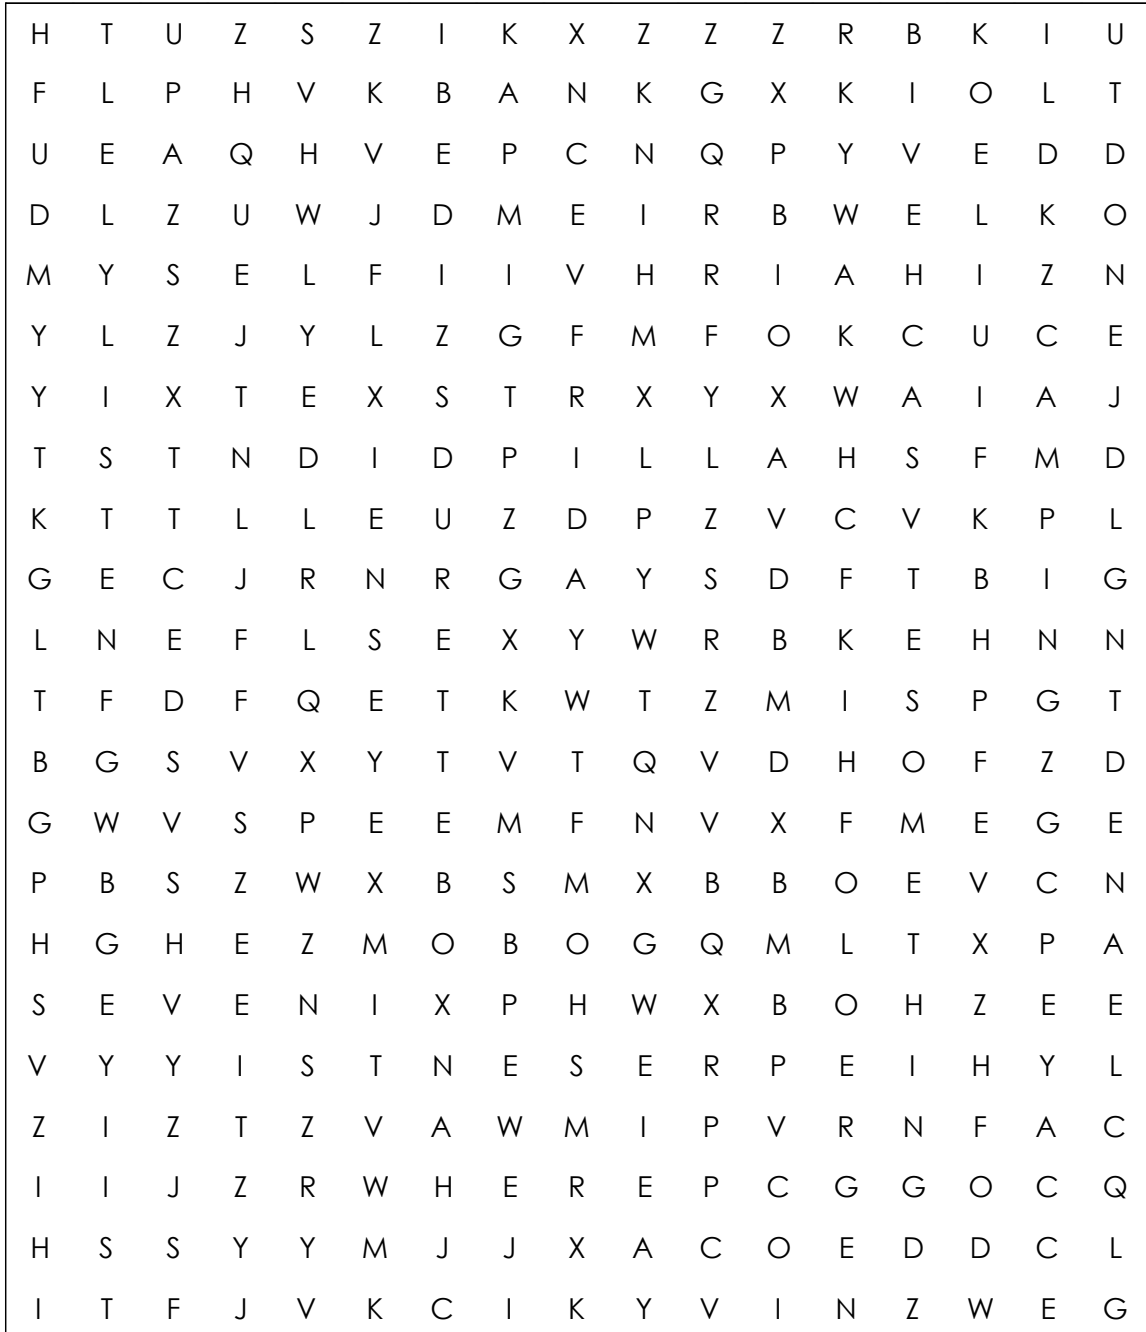 H T U Z S Z I K X Z Z Z R B K I U
F L P H V K B A N K G X K I O L T
U E A Q H V E P C N Q P Y V E D D
D L Z U W J D M E I R B W E L K O
M Y S E L F I I V H R I A H I Z N
Y L Z J Y L Z G F M F O K C U C E
Y I X T E X S T R X Y X W A I A J
T S T N D I D P I L L A H S F M D
K T T L L E U Z D P Z V C V K P L
G E C J R N R G A Y S D F T B I G
L N E F L S E X Y W R B K E H N N
T F D F Q E T K W T Z M I S P G T
B G S V X Y T V T Q V D H O F Z D
G W V S P E E M F N V X F M E G E
P B S Z W X B S M X B B O E V C N
H G H E Z M O B O G Q M L T X P A
S E V E N I X P H W X B O H Z E E
V Y Y I S T N E S E R P E I H Y L
Z I Z T Z V A W M I P V R N F A C
I I J Z R W H E R E P C G G O C Q
H S S Y Y M J J X A C O E D D C L
I T F J V K C I K Y V I N Z W E G